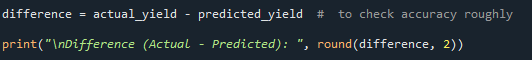 difference = actual_yield - predicted_yield  #  to check accuracy roughly
print("\nDifference (Actual - Predicted): ", round(difference, 2))